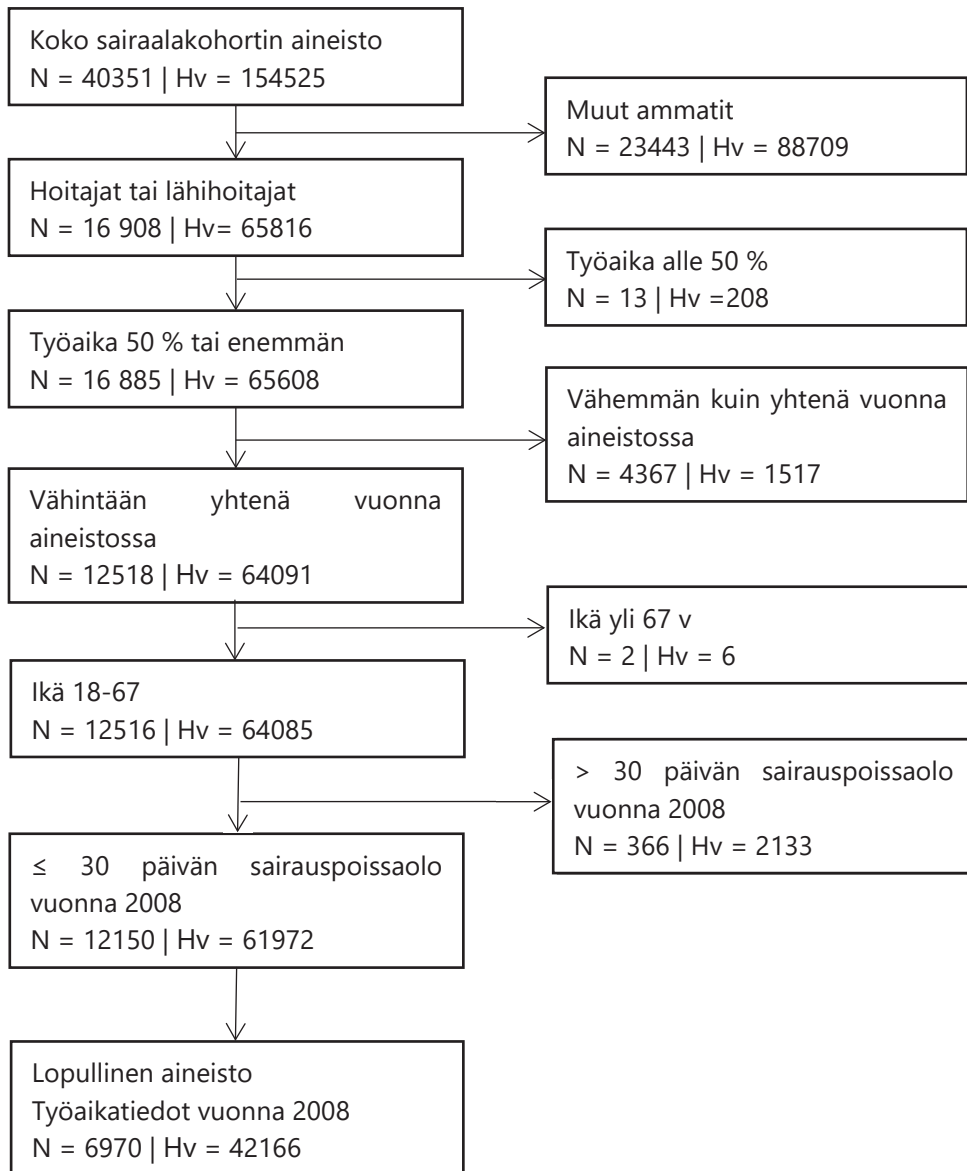 Koko sairaalakohortin aineisto
N = 40351 | Hv = 154525
Muut ammatit
N = 23443 | Hv = 88709
Hoitajat tai lähihoitajat
N = 16 908 | Hv= 65816
Työaika alle 50 %
N = 13 | Hv =208
Työaika 50 % tai enemmän
N = 16 885 | Hv = 65608
Vähemmän kuin yhtenä vuonna
aineistossa
N = 4367 | Hv = 1517
Vähintään yhtenä vuonna
aineistossa
N = 12518 | Hv = 64091
Ikä yli 67 v
N = 2 | Hv = 6
Ikä 18-67
N = 12516 | Hv = 64085
> 30 päivän sairauspoissaolo
vuonna 2008
N = 366 | Hv = 2133
≤ 30 päivän sairauspoissaolo
vuonna 2008
N = 12150 | Hv = 61972
Lopullinen aineisto
Työaikatiedot vuonna 2008
N = 6970 | Hv = 42166